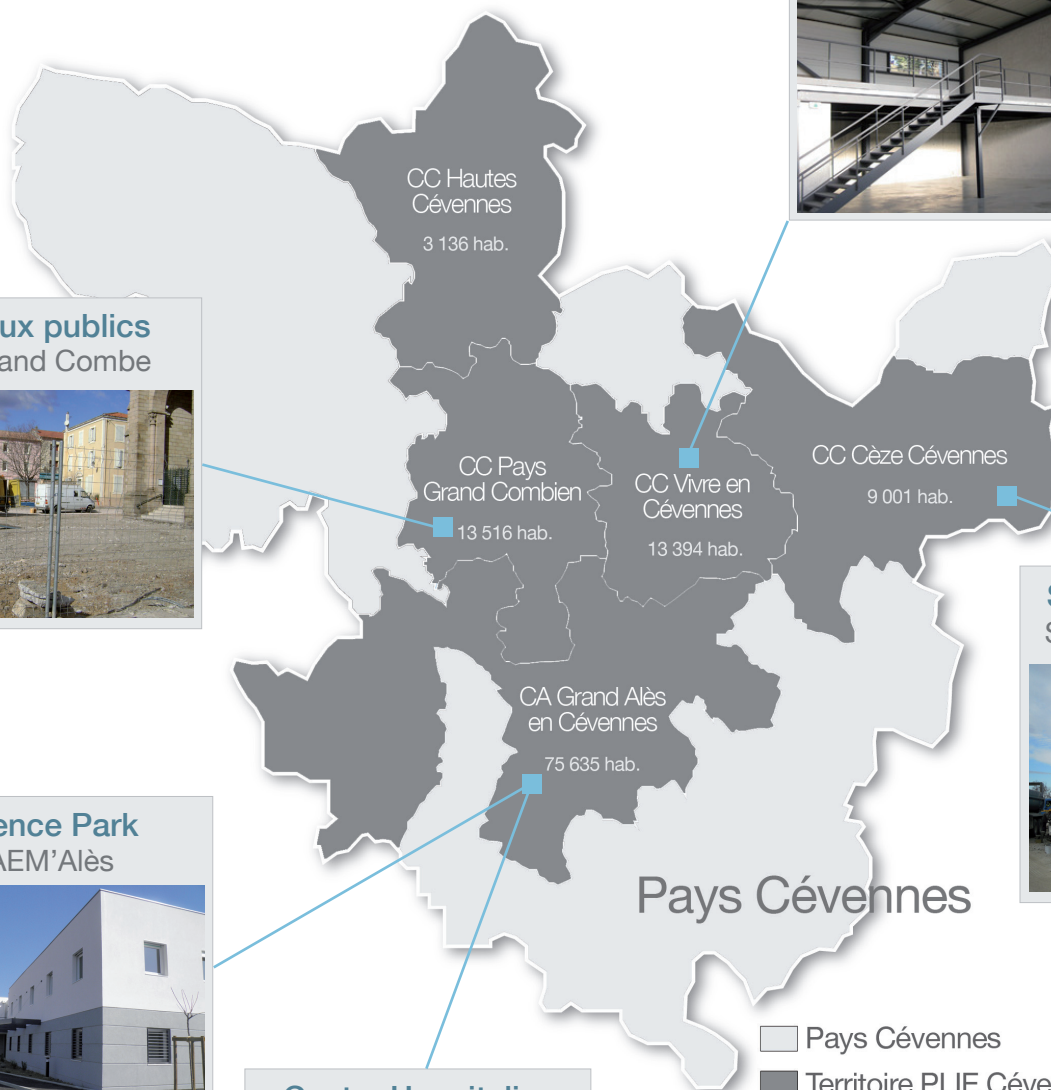 CC Hautes
Cévennes
3 136 hab.
ux publics
and Combe
CC Pays
Grand Combien
13 516 hab.
CC Vivre en
Cévennes
13 394 hab.
CC Cèze Cévennes
9 001 hab.
S
S
CA Grand Alès
en Cévennes
75 635 hab.
ence Park
AEM'Alès
Pays Cévennes
Pays Cévennes